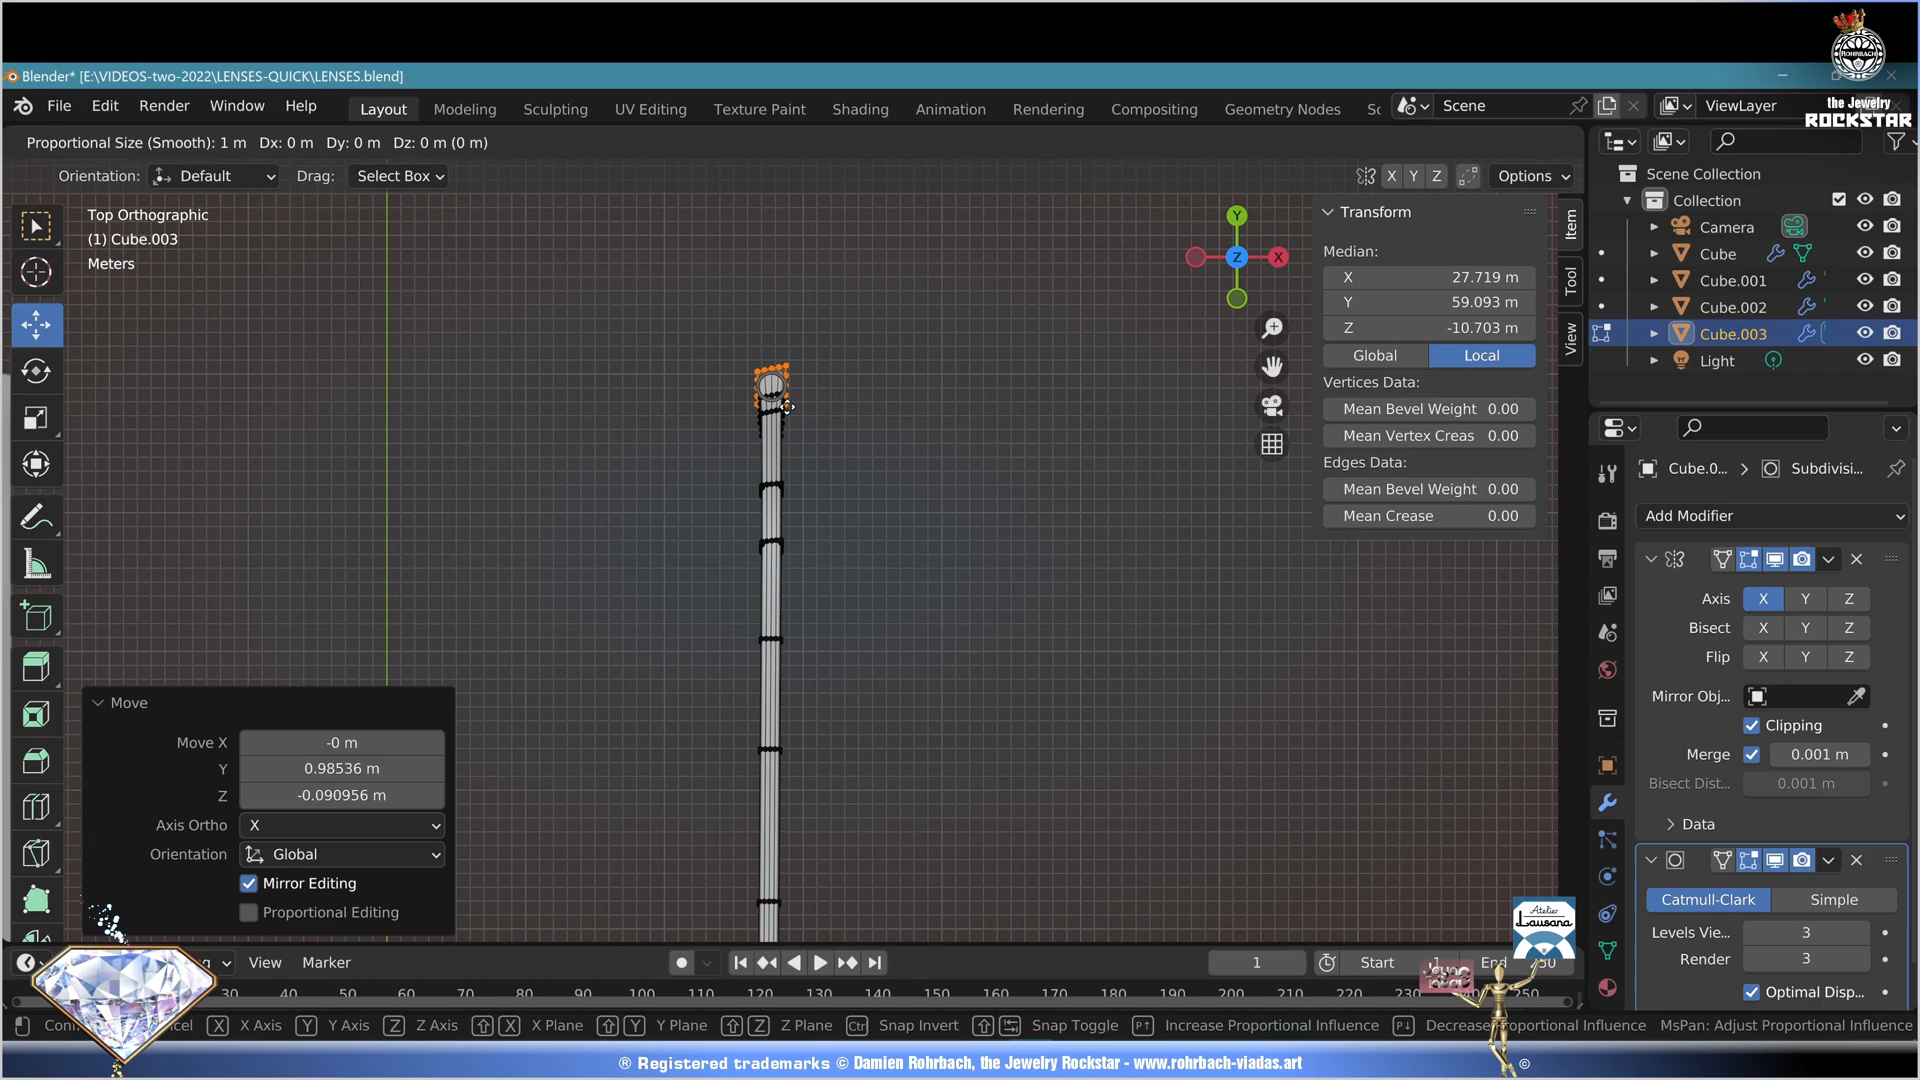 ROHRBACH
Blender* [E:\VIDEOS-two-2022\LENSES-QUICK\LENSES.blend]
File Edit Render Window Help
Layout Modeling Sculpting UV Editing Texture Paint Shading Animation Rendering Compositing Geometry Nodes Sc
Scene
ViewLayer
the Jewelry
ROCKSTAR
Proportional Size (Smooth): 1 m Dx: 0 m Dy: 0 m Dz: 0 m (0 m)
Orientation: Default Drag: Select Box
X Y Z Options
Top Orthographic
(1) Cube.003
Meters
Y
Z
X
Transform
Median:
X 27.719 m
Y 59.093 m
Z -10.703 m
Global Local
Vertices Data:
Mean Bevel Weight 0.00
Mean Vertex Creas 0.00
Edges Data:
Mean Bevel Weight 0.00
Mean Crease 0.00
Item
Tool
View
Scene Collection
Collection
Camera
Cube
Cube.001
Cube.002
Cube.003
Light
Cube.0... Subdivisi...
Add Modifier
Axis X Y Z
Bisect X Y Z
Flip X Y Z
Mirror Obj...
Clipping
Merge 0.001 m
Bisect Dist... 0.001 m
Data
Catmull-Clark Simple
Levels Vie... 3
Render 3
Optimal Disp...
Move
Move X -0 m
Y 0.98536 m
Z -0.090956 m
Axis Ortho X
Orientation Global
Mirror Editing
Proportional Editing
Atelier
Lausana
g View Marker
1 Start 1 End 250
30 40 50 60 70 80 90 100 110 120 130 140 150 160 170 180 190 200 210 220 230 240 250
X X Axis Y Y Axis Z Z Axis X X Plane Y Y Plane Z Z Plane Ctrl Snap Invert Snap Toggle Increase Proportional Influence MsPan: Adjust Proportional Influence
® Registered trademarks © Damien Rohrbach, the Jewelry Rockstar - www.rohrbach-viadas.art
©